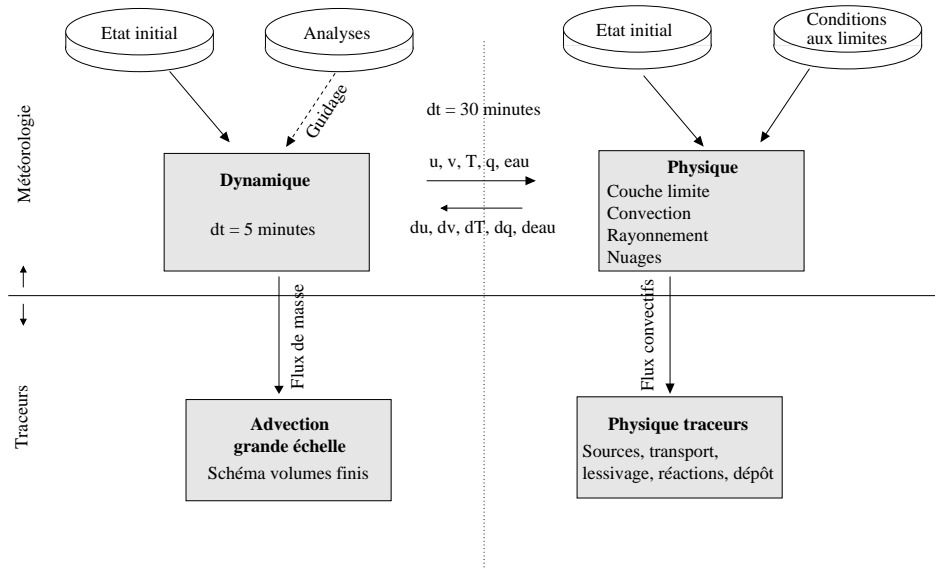 Etat initial
Analyses
Etat initial
Conditions
aux limites
Guidage
dt = 30 minutes
Météorologie
Dynamique
dt = 5 minutes
u, v, T, q, eau
du, dv, dT, dq, deau
Physique
Couche limite
Convection
Rayonnement
Nuages
Flux de masse
Flux convectifs
Traceurs
Advection
grande échelle
Schéma volumes finis
Physique traceurs
Sources, transport,
lessivage, réactions, dépôt